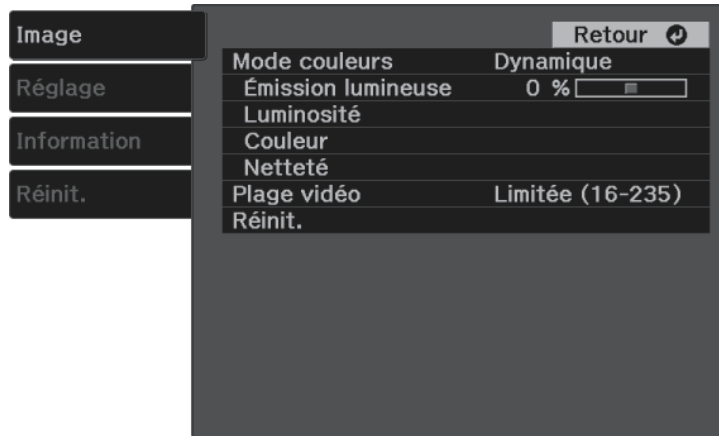 Image
Réglage
Information
Réinit.
Retour
Mode couleurs Dynamique
Émission lumineuse 0 %
Luminosité
Couleur
Netteté
Plage vidéo Limitée (16-235)
Réinit.